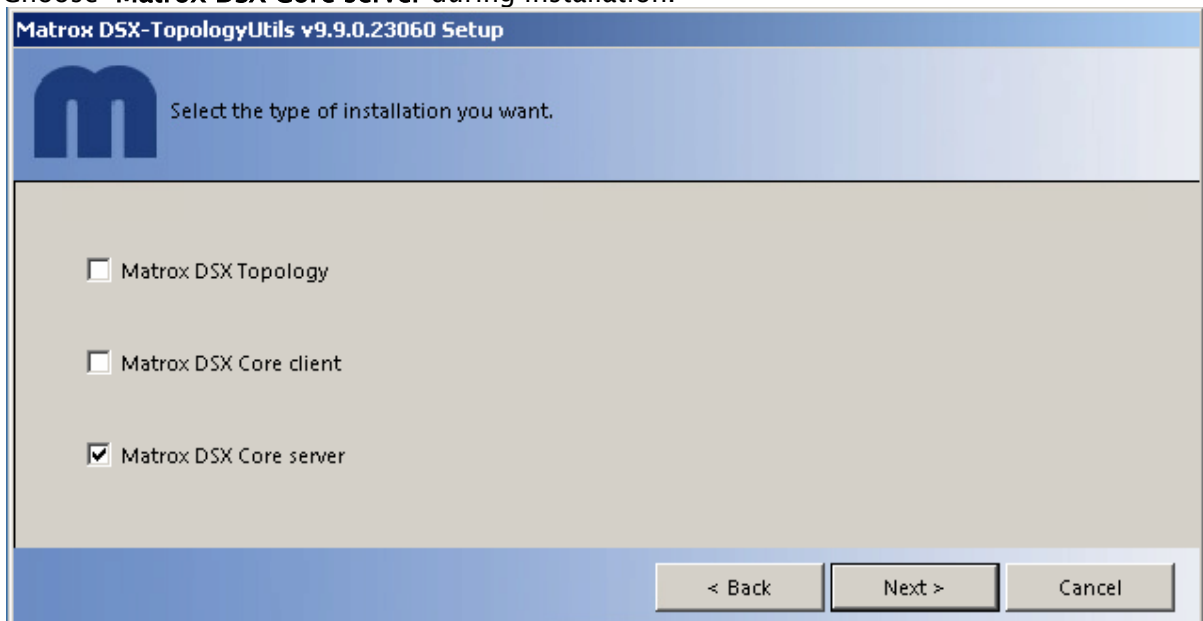 Choose "Matrox DSX Core server" during installation.
Matrox DSX-TopologyUtils v9.9.0.23060 Setup
Select the type of installation you want.
Matrox DSX Topology
Matrox DSX Core client
Matrox DSX Core server
< Back Next > Cancel